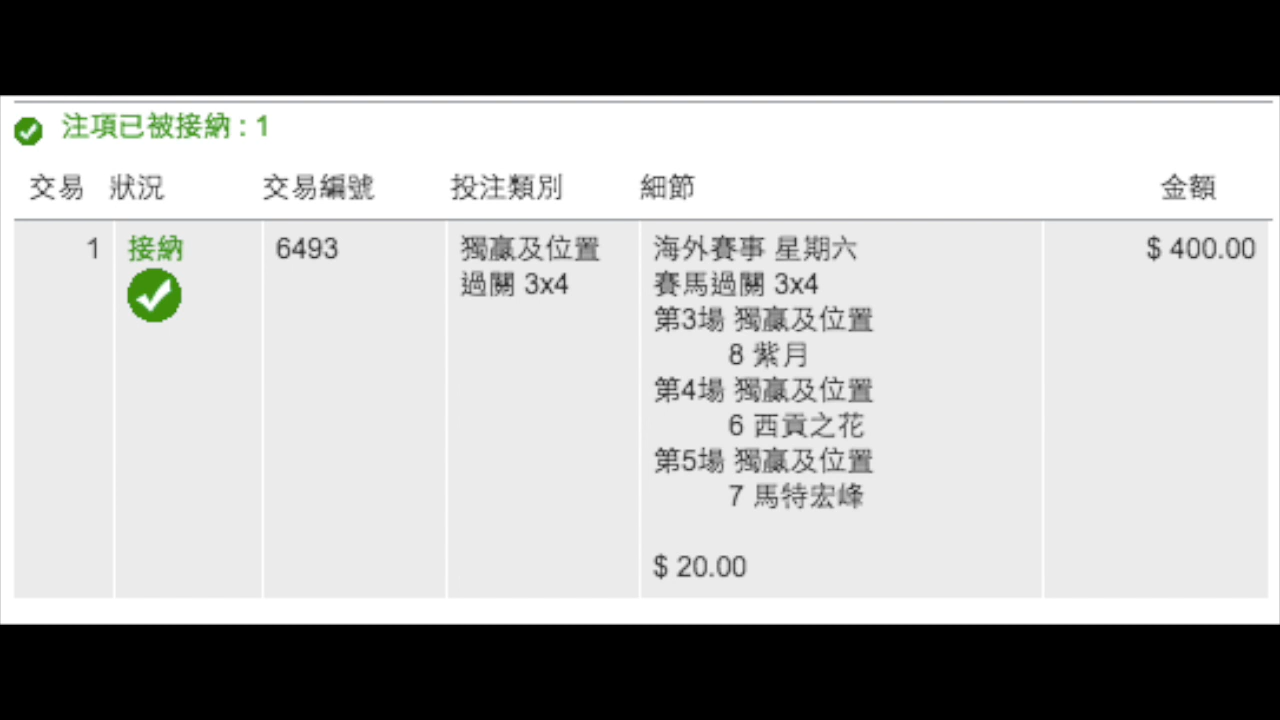 注項已被接納 : 1
交易 狀況 交易編號 投注類別 細節 金額
1 接納 6493 獨贏及位置 海外賽事 星期六 $ 400.00
過關 3x4 賽馬過關 3x4
第3場 獨贏及位置
8 紫月
第4場 獨贏及位置
6 西貢之花
第5場 獨贏及位置
7 馬特宏峰
$ 20.00